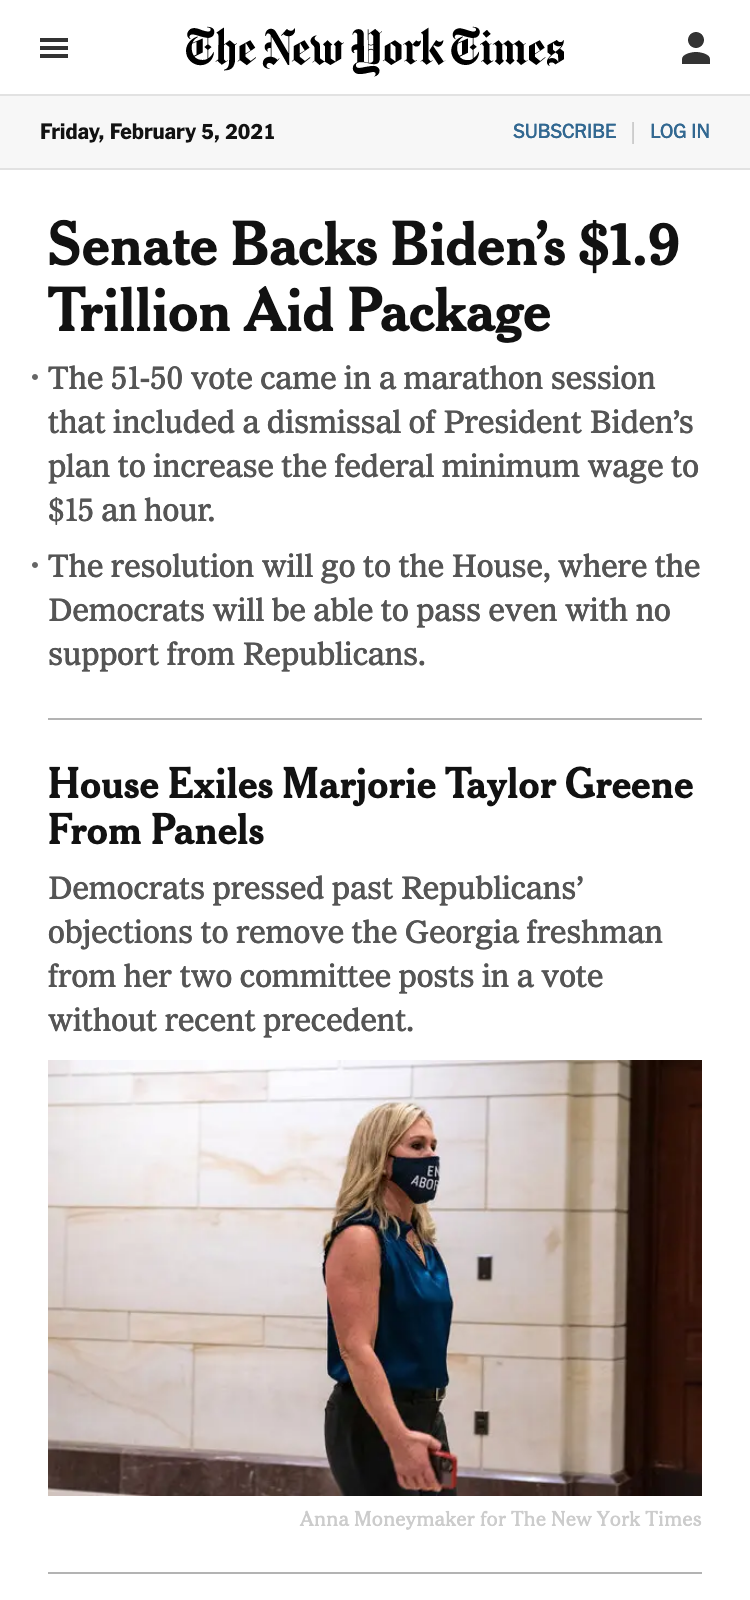 The New York Times
Friday, February 5, 2021
SUBSCRIBE | LOG IN
Senate Backs Biden’s $1.9
Trillion Aid Package
• The 51-50 vote came in a marathon session
that included a dismissal of President Biden’s
plan to increase the federal minimum wage to
$15 an hour.
• The resolution will go to the House, where the
Democrats will be able to pass even with no
support from Republicans.
House Exiles Marjorie Taylor Greene
From Panels
Democrats pressed past Republicans’
objections to remove the Georgia freshman
from her two committee posts in a vote
without recent precedent.
EN
ABOR
Anna Moneymaker for The New York Times